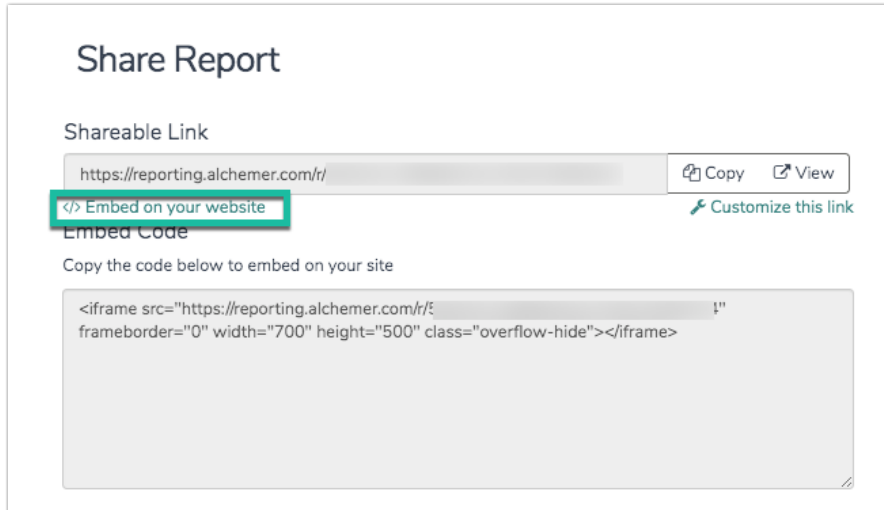 Share Report
Shareable Link
https://reporting.alchemer.com/r/
Copy View
</> Embed on your website
Customize this link
Embed Code
Copy the code below to embed on your site
<iframe src="https://reporting.alchemer.com/r/5 4"
frameborder="0" width="700" height="500" class="overflow-hide"></iframe>